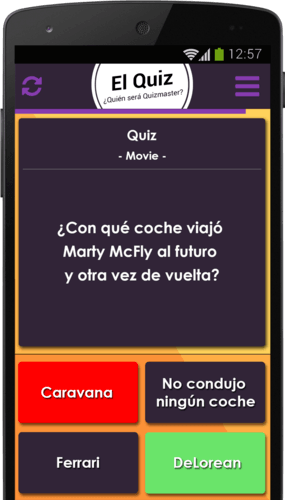 12:57
El Quiz
¿Quién será Quizmaster?
Quiz
- Movie -
¿Con qué coche viajó
Marty McFly al futuro
y otra vez de vuelta?
Caravana
No condujo
ningún coche
Ferrari
DeLorean